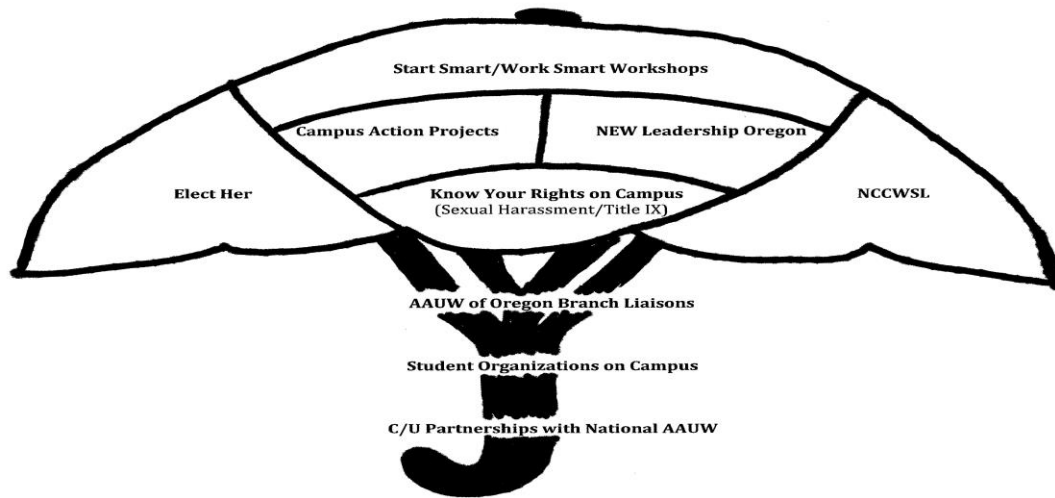 Start Smart/Work Smart Workshops
Campus Action Projects
NEW Leadership Oregon
Elect Her
Know Your Rights on Campus
(Sexual Harassment/Title IX)
NCCWSL
AAUW of Oregon Branch Liaisons
Student Organizations on Campus
C/U Partnerships with National AAUW